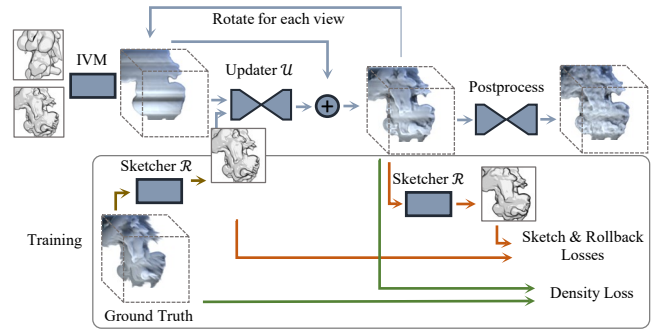 Rotate for each view
IVM
Updater 𝒰
+
Postprocess
Sketcher ℛ
Sketcher ℛ
Training
Sketch & Rollback
Losses
Density Loss
Ground Truth